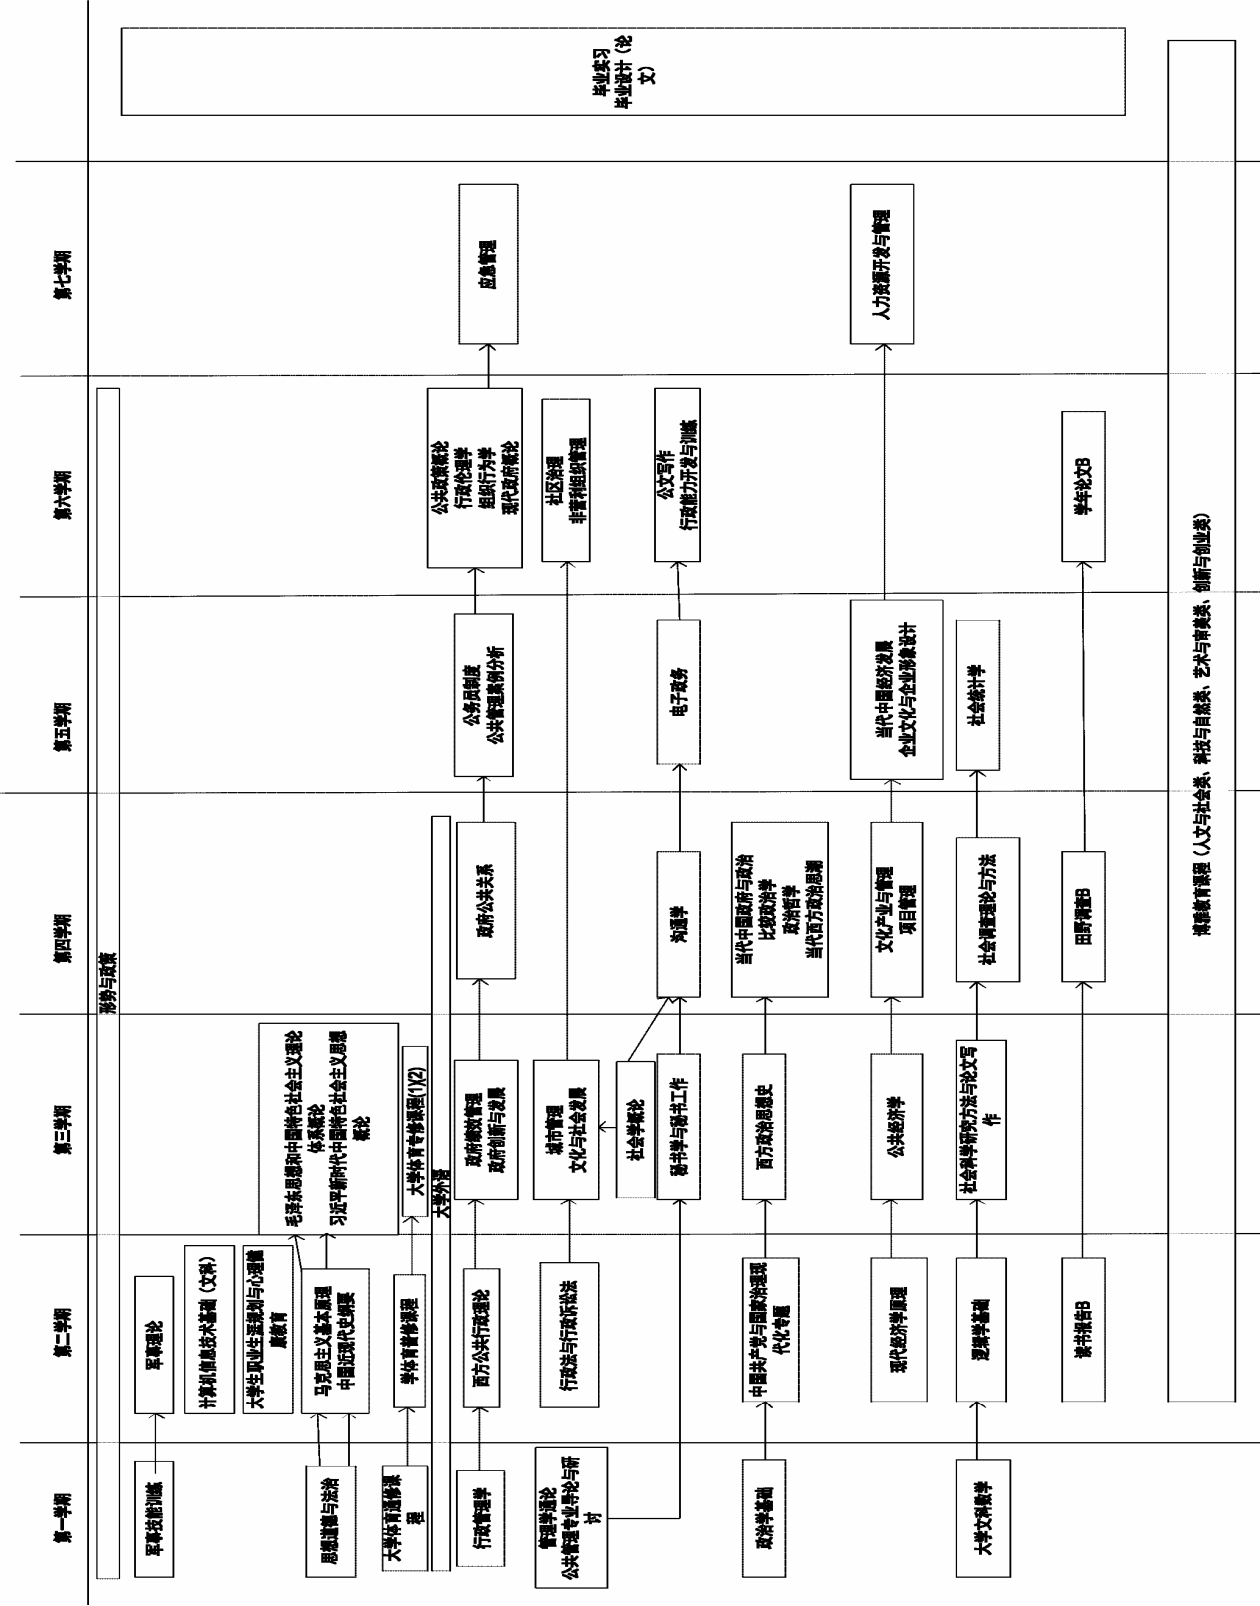 第一学期
第二学期
第三学期
第四学期
第五学期
第六学期
第七学期
形势与政策
军事技能训练
军事理论
计算机信息技术基础（文科）
大学生职业生涯规划与心理健
康教育
思想道德与法治
马克思主义基本原理
中国近现代史纲要
毛泽东思想和中国特色社会主义理论
体系概论
习近平新时代中国特色社会主义思想
概论
大学体育通修课
程
学体育普修课程
大学体育专修课程(1)(2)
大学外语
行政管理学
西方公共行政理论
政府绩效管理
政府创新与发展
政府公共关系
公务员制度
公共管理案例分析
公共政策概论
行政伦理学
组织行为学
现代政府概论
应急管理
管理学通论
公共管理专业导论与研
讨
行政法与行政诉讼法
城市管理
文化与社会发展
社区治理
非营利组织管理
社会学概论
秘书学与秘书工作
沟通学
电子政务
公文写作
行政能力开发与训练
政治学基础
中国共产党与国家治理现
代化专题
西方政治思想史
当代中国政府与政治
比较政治学
政治哲学
当代西方政治思潮
现代经济学原理
公共经济学
文化产业与管理
项目管理
当代中国经济发展
企业文化与企业形象设计
人力资源开发与管理
大学文科数学
逻辑学基础
社会科学研究方法与论文写
作
社会调查理论与方法
社会统计学
读书报告B
田野调查B
学年论文B
毕业实习
毕业设计（论
文）
博雅教育课程（人文与社会类、科技与自然类、艺术与审美类、创新与创业类）